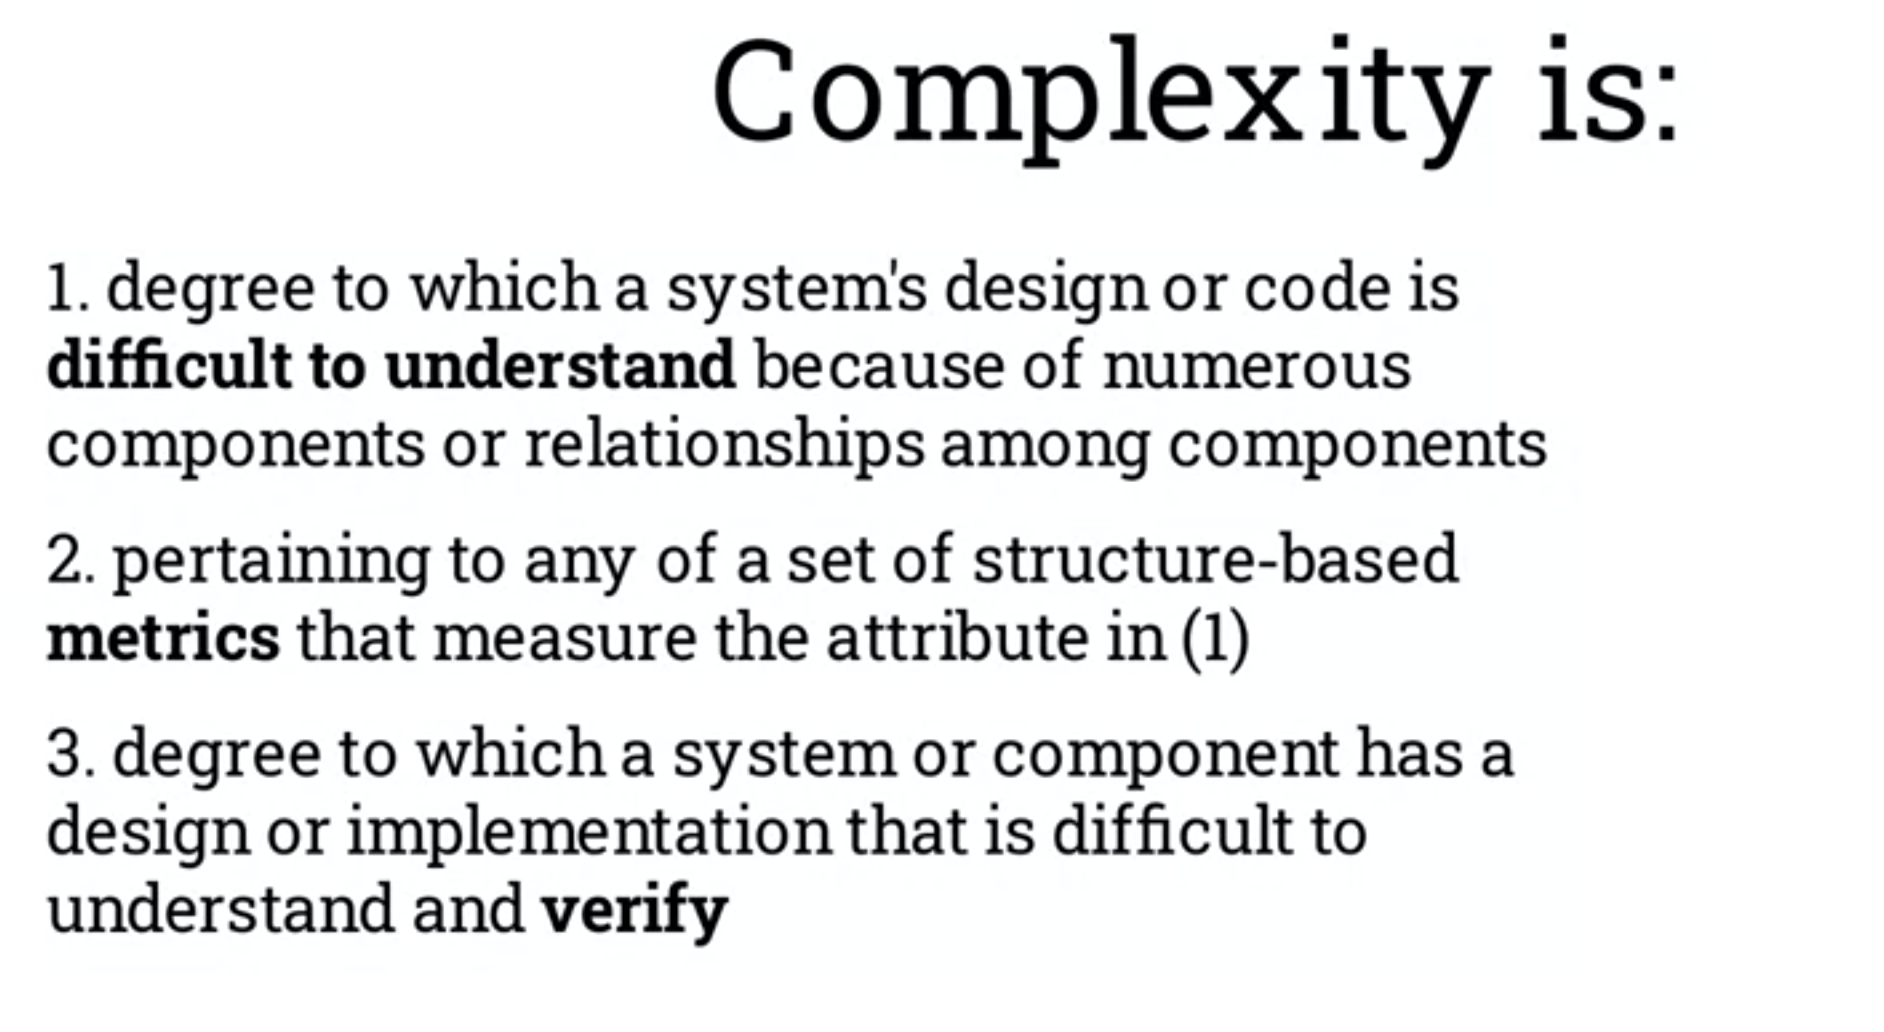 Complexity is:
1. degree to which a system's design or code is
difficult to understand because of numerous
components or relationships among components
2. pertaining to any of a set of structure-based
metrics that measure the attribute in (1)
3. degree to which a system or component has a
design or implementation that is difficult to
understand and verify